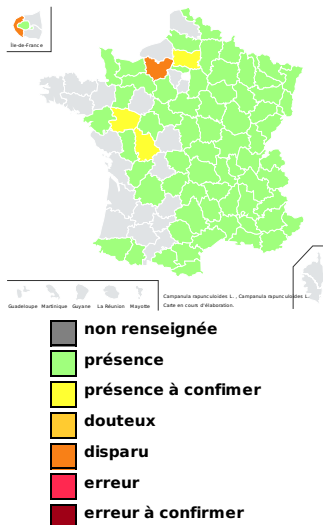 Île-de-France
Guadeloupe Martinique Guyane La Réunion Mayotte
Campanula rapunculoides L. , Campanula rapunculoides L.
Carte en cours d'élaboration.
non renseignée
présence
présence à confimer
douteux
disparu
erreur
erreur à confirmer